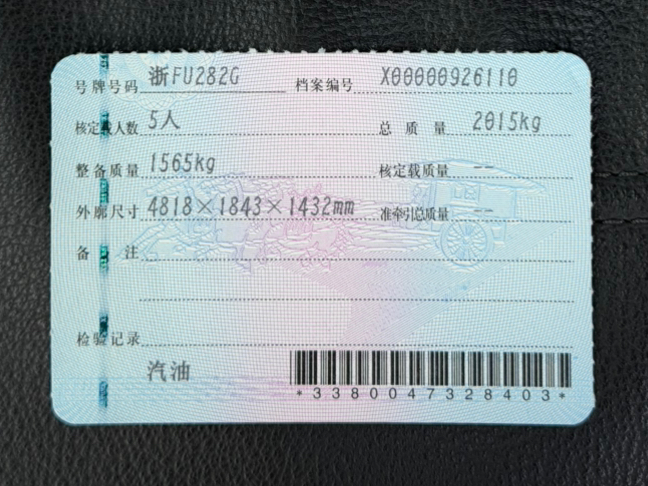 号牌号码 浙FU282G 档案编号 X00000926110
核定载人数 5人 总质量 2015kg
整备质量 1565kg 核定载质量 --
外廓尺寸 4818×1843×1432mm 准牵引总质量 --
备注
检验记录
汽油
*3380047328403*